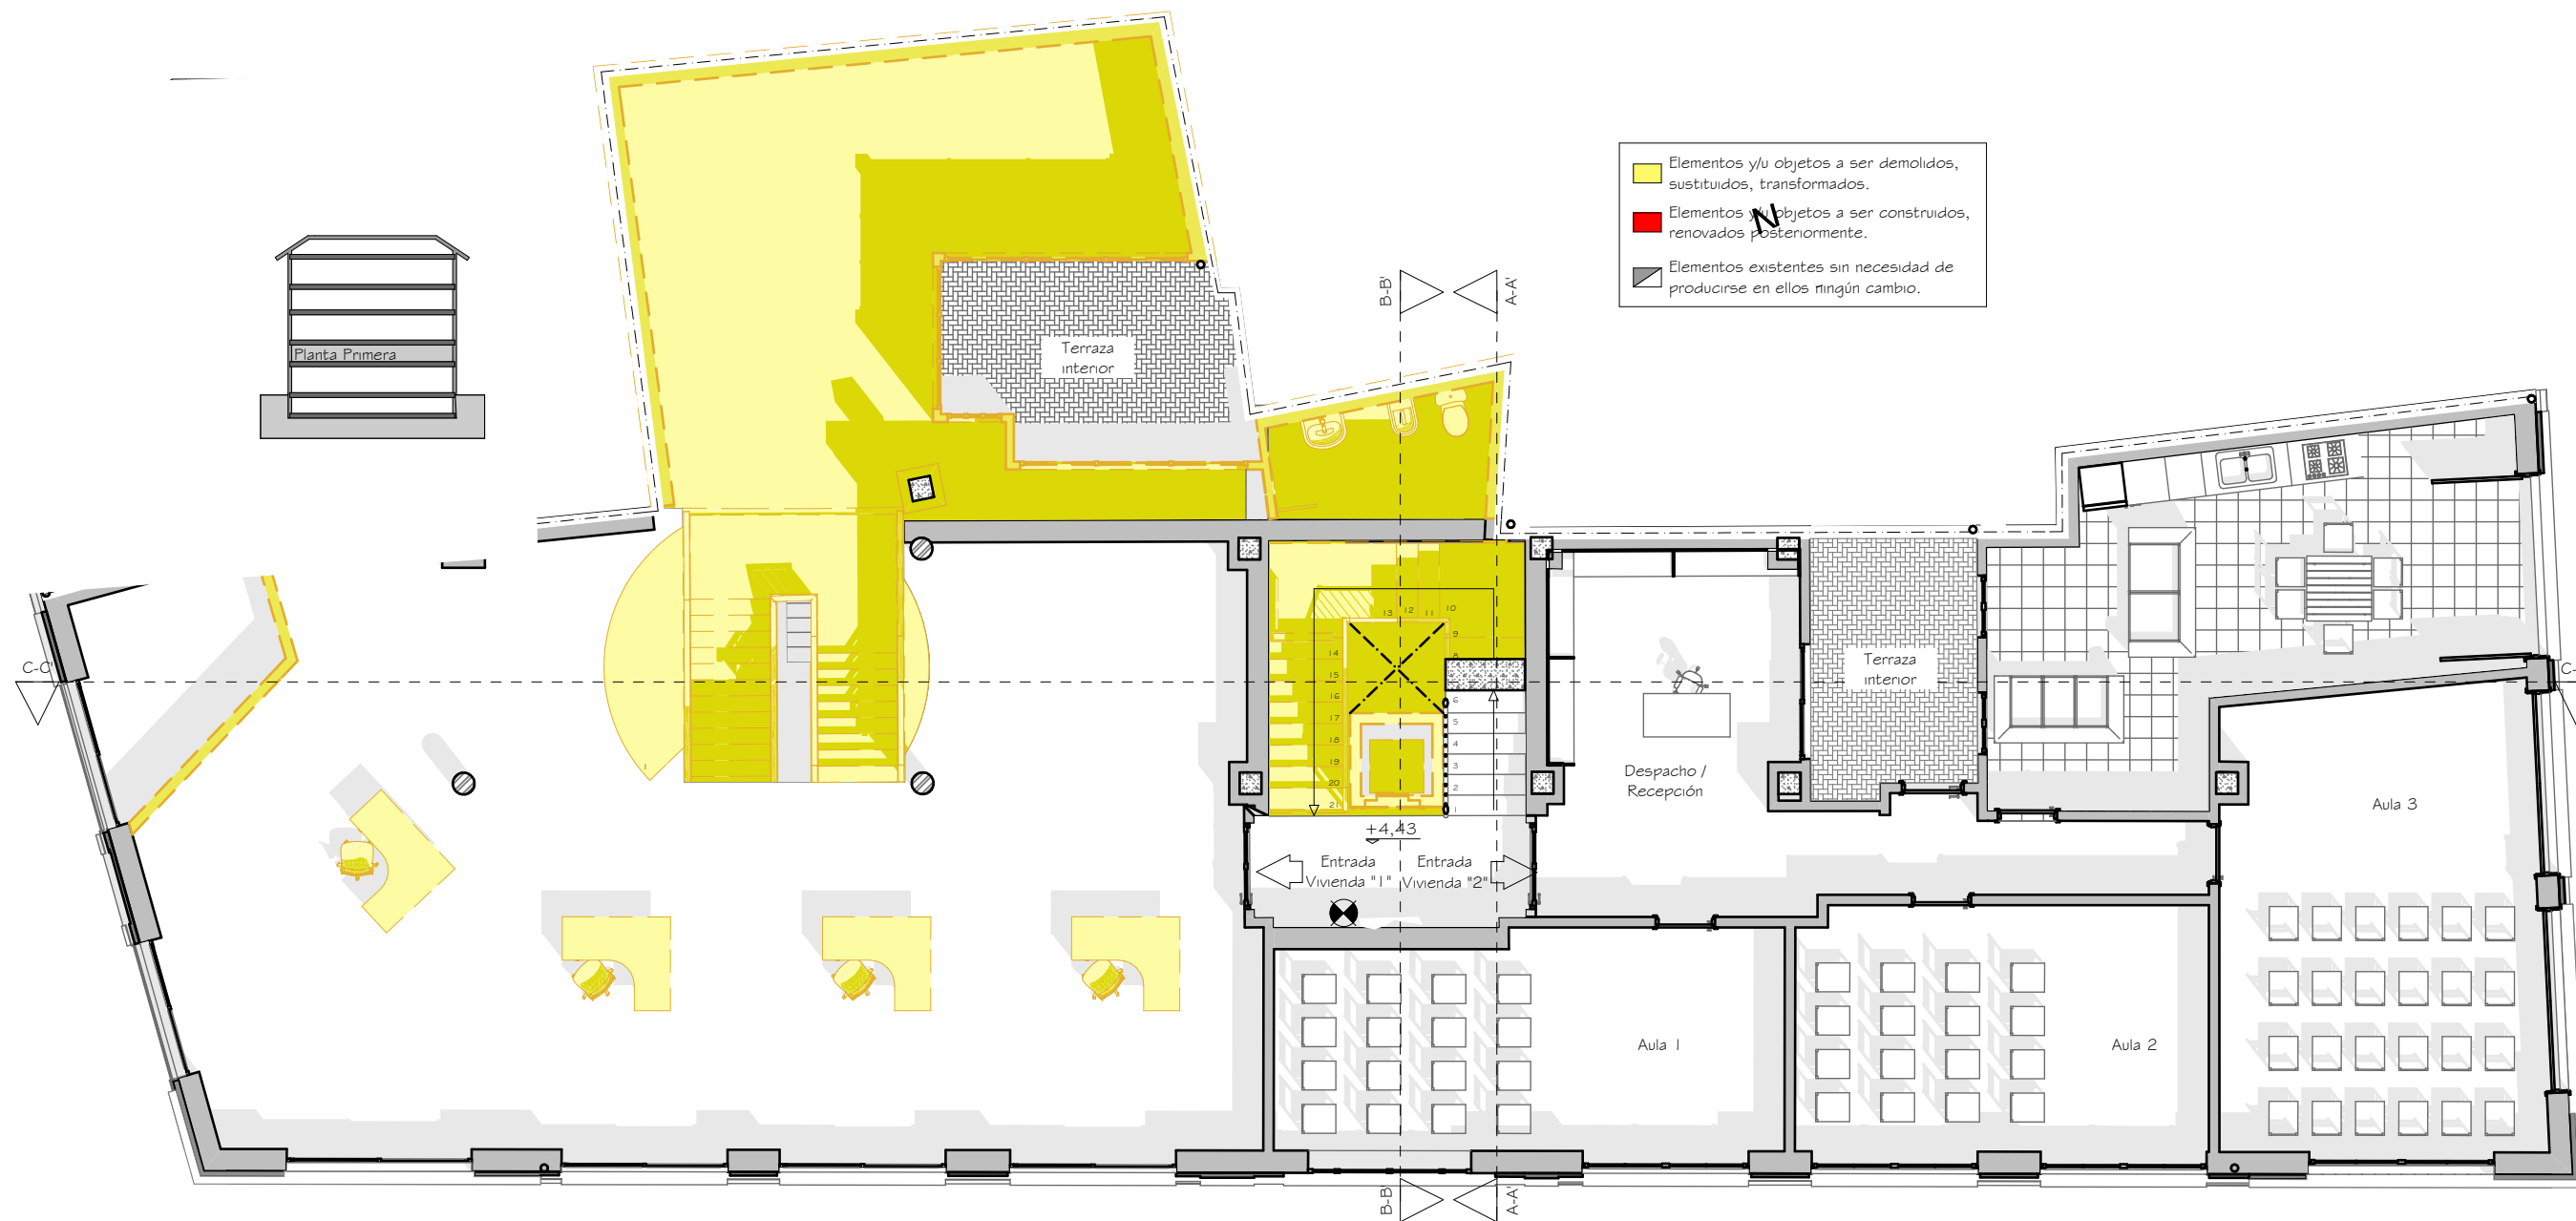 Elementos y/u objetos a ser demolidos,
sustituidos, transformados.
Elementos y/u objetos a ser construidos,
renovados posteriormente.
N
Elementos existentes sin necesidad de
producirse en ellos ningún cambio.
Planta Primera
B-B'
A-A'
Terraza
interior
C-C'
C-
Terraza
interior
13
12
11
10
9
8
14
15
16
17
18
19
20
21
6
5
4
3
2
1
1
Despacho /
Recepción
Aula 3
+4,43
Entrada
Vivienda "1"
Entrada
Vivienda "2"
Aula 1
Aula 2
B-B'
A-A'